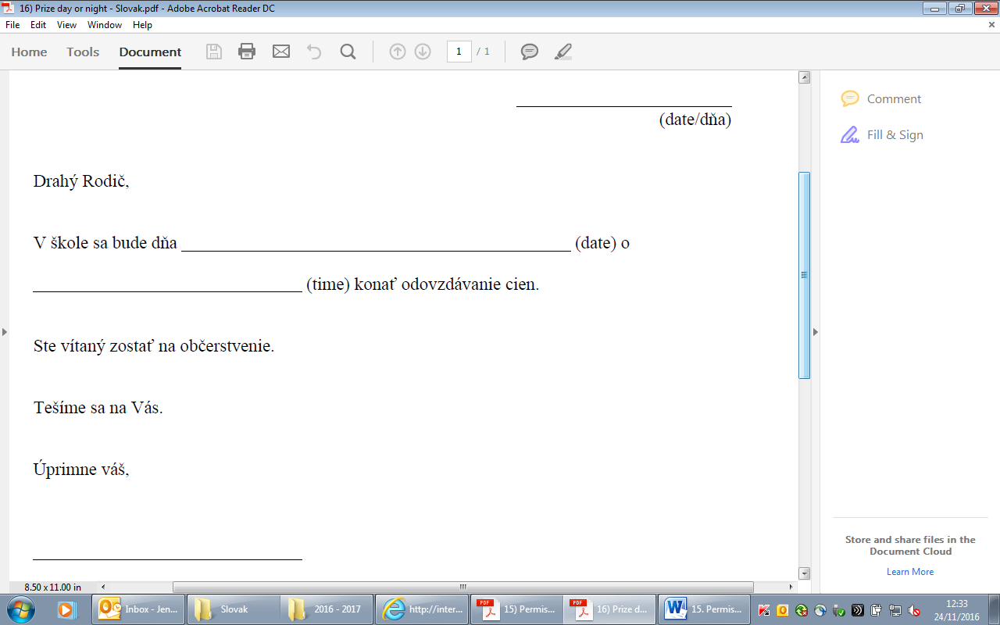 16) Prize day or night - Slovak.pdf - Adobe Acrobat Reader DC
File Edit View Window Help
Home Tools Document 1 / 1
(date/dňa)
Drahý Rodič,
V škole sa bude dňa (date) o
(time) konať odovzdávanie cien.
Ste vítaný zostať na občerstvenie.
Tešíme sa na Vás.
Úprimne váš,
Comment
Fill & Sign
Store and share files in the
Document Cloud
Learn More
8.50 x 11.00 in
Inbox - Jen... Slovak 2016 - 2017 http://inter... 15) Permis... 16) Prize d... 15. Permis... 12:33
24/11/2016